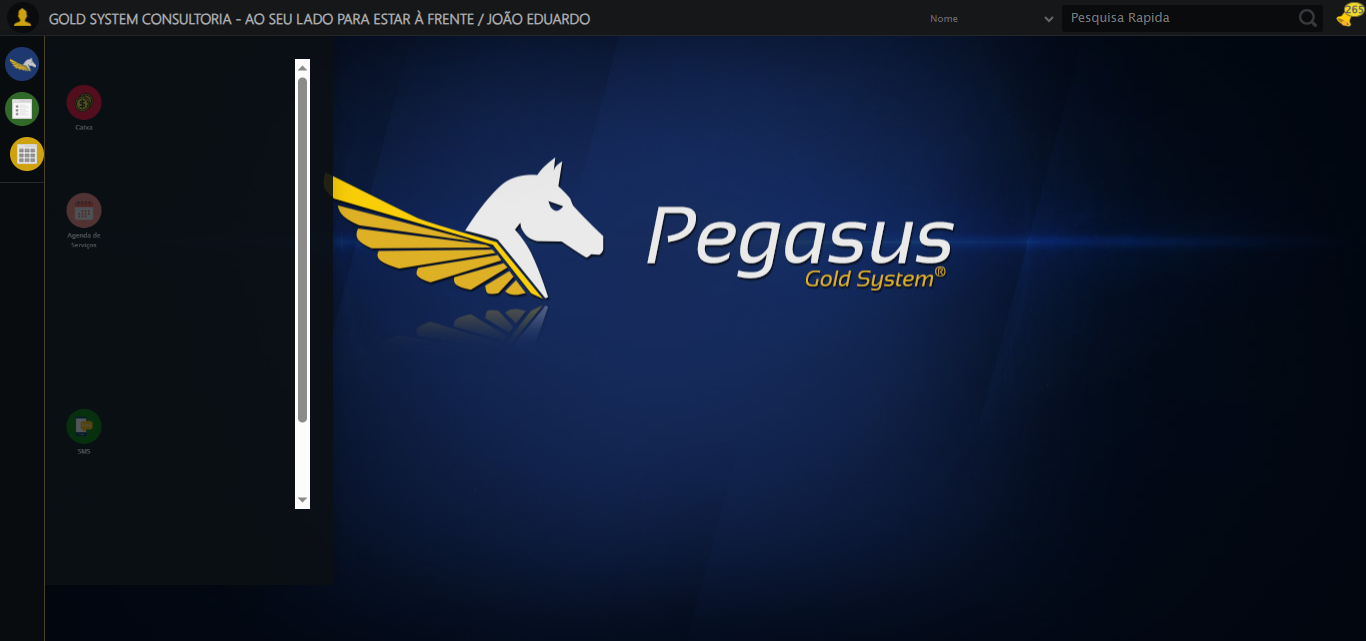 GOLD SYSTEM CONSULTORIA - AO SEU LADO PARA ESTAR À FRENTE / JOÃO EDUARDO
Nome
Pesquisa Rapida
265
Caixa
Agenda de
Serviços
SMS
Pegasus
Gold System®